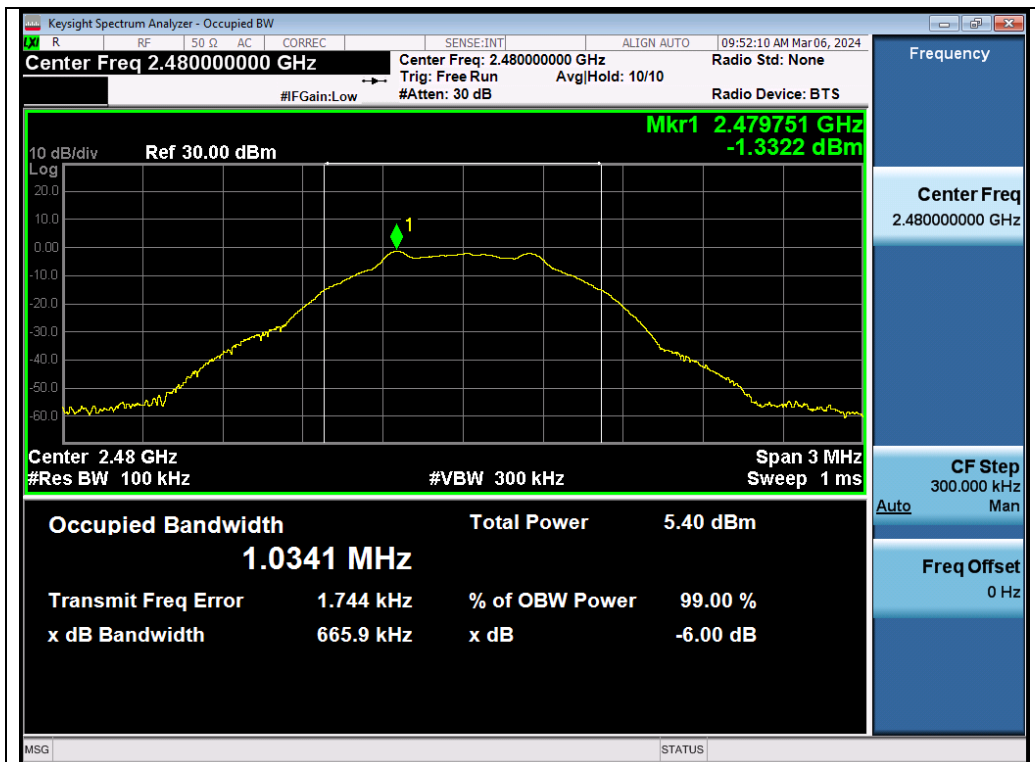 Keysight Spectrum Analyzer - Occupied BW
LXI R RF 50 Ω AC CORREC SENSE:INT ALIGN AUTO 09:52:10 AM Mar 06, 2024
Center Freq 2.480000000 GHz
Center Freq: 2.480000000 GHz Radio Std: None
Trig: Free Run Avg|Hold: 10/10
#IFGain:Low #Atten: 30 dB Radio Device: BTS
Mkr1 2.479751 GHz
-1.3322 dBm
10 dB/div Ref 30.00 dBm
Log
20.0
10.0
1
0.00
-10.0
-20.0
-30.0
-40.0
-50.0
-60.0
Center 2.48 GHz Span 3 MHz
#Res BW 100 kHz #VBW 300 kHz Sweep 1 ms
Occupied Bandwidth Total Power 5.40 dBm
1.0341 MHz
Transmit Freq Error 1.744 kHz % of OBW Power 99.00 %
x dB Bandwidth 665.9 kHz x dB -6.00 dB
Frequency
Center Freq
2.480000000 GHz
CF Step
300.000 kHz
Auto Man
Freq Offset
0 Hz
MSG STATUS